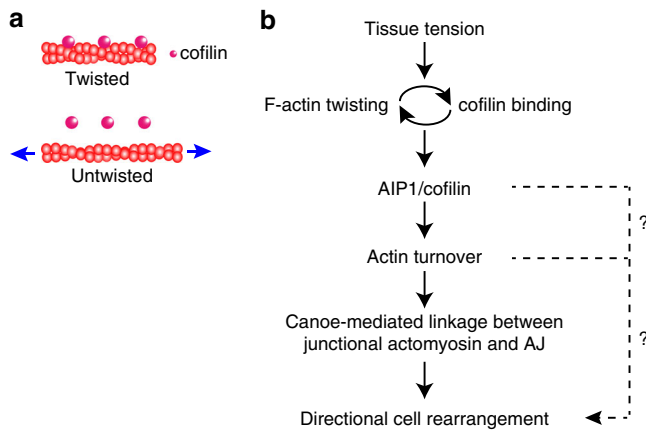 a
cofilin
Twisted
Untwisted
b
Tissue tension
F-actin twisting
cofilin binding
AIP1/cofilin
?
Actin turnover
?
Canoe-mediated linkage between
junctional actomyosin and AJ
Directional cell rearrangement